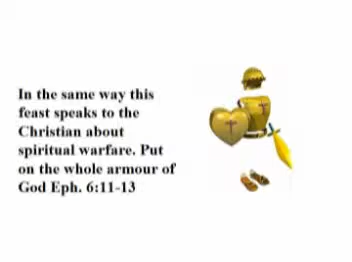 In the same way this
feast speaks to the
Christian about
spiritual warfare. Put
on the whole armour of
God Eph. 6:11-13